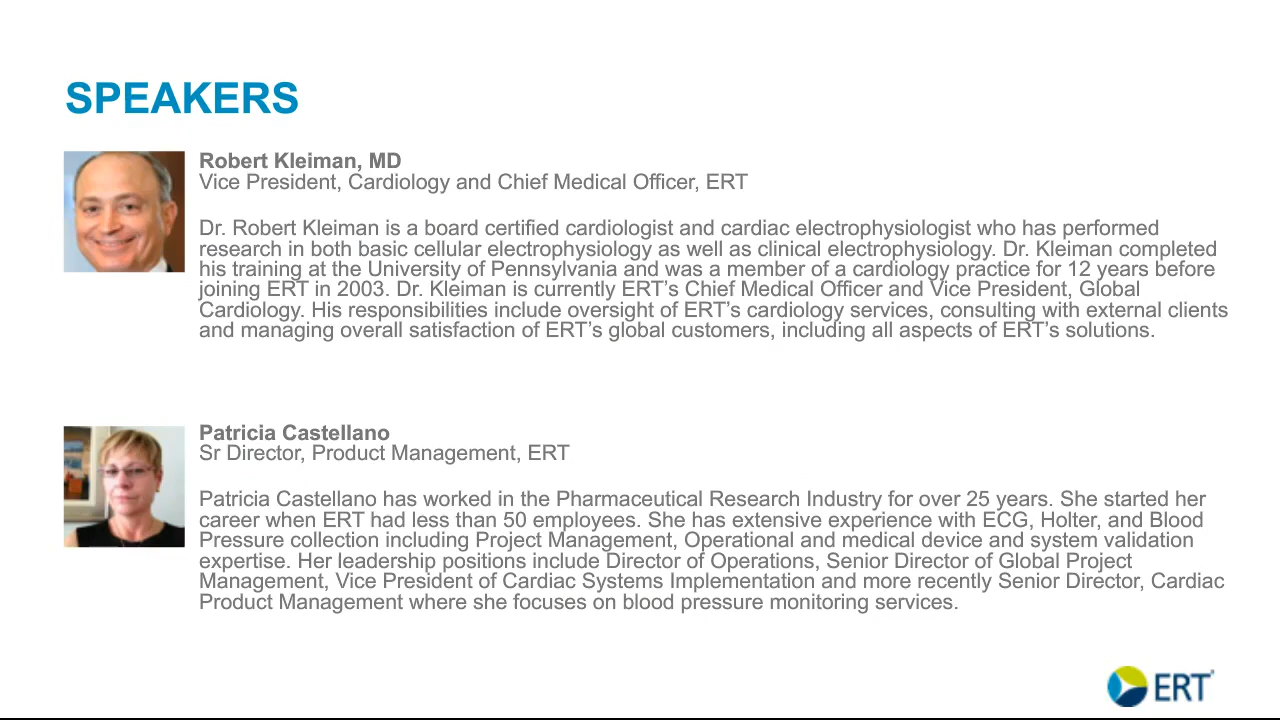 SPEAKERS
Robert Kleiman, MD
Vice President, Cardiology and Chief Medical Officer, ERT
Dr. Robert Kleiman is a board certified cardiologist and cardiac electrophysiologist who has performed
research in both basic cellular electrophysiology as well as clinical electrophysiology. Dr. Kleiman completed
his training at the University of Pennsylvania and was a member of a cardiology practice for 12 years before
joining ERT in 2003. Dr. Kleiman is currently ERT's Chief Medical Officer and Vice President, Global
Cardiology. His responsibilities include oversight of ERT's cardiology services, consulting with external clients
and managing overall satisfaction of ERT's global customers, including all aspects of ERT's solutions.
Patricia Castellano
Sr Director, Product Management, ERT
Patricia Castellano has worked in the Pharmaceutical Research Industry for over 25 years. She started her
career when ERT had less than 50 employees. She has extensive experience with ECG, Holter, and Blood
Pressure collection including Project Management, Operational and medical device and system validation
expertise. Her leadership positions include Director of Operations, Senior Director of Global Project
Management, Vice President of Cardiac Systems Implementation and more recently Senior Director, Cardiac
Product Management where she focuses on blood pressure monitoring services.
ERT